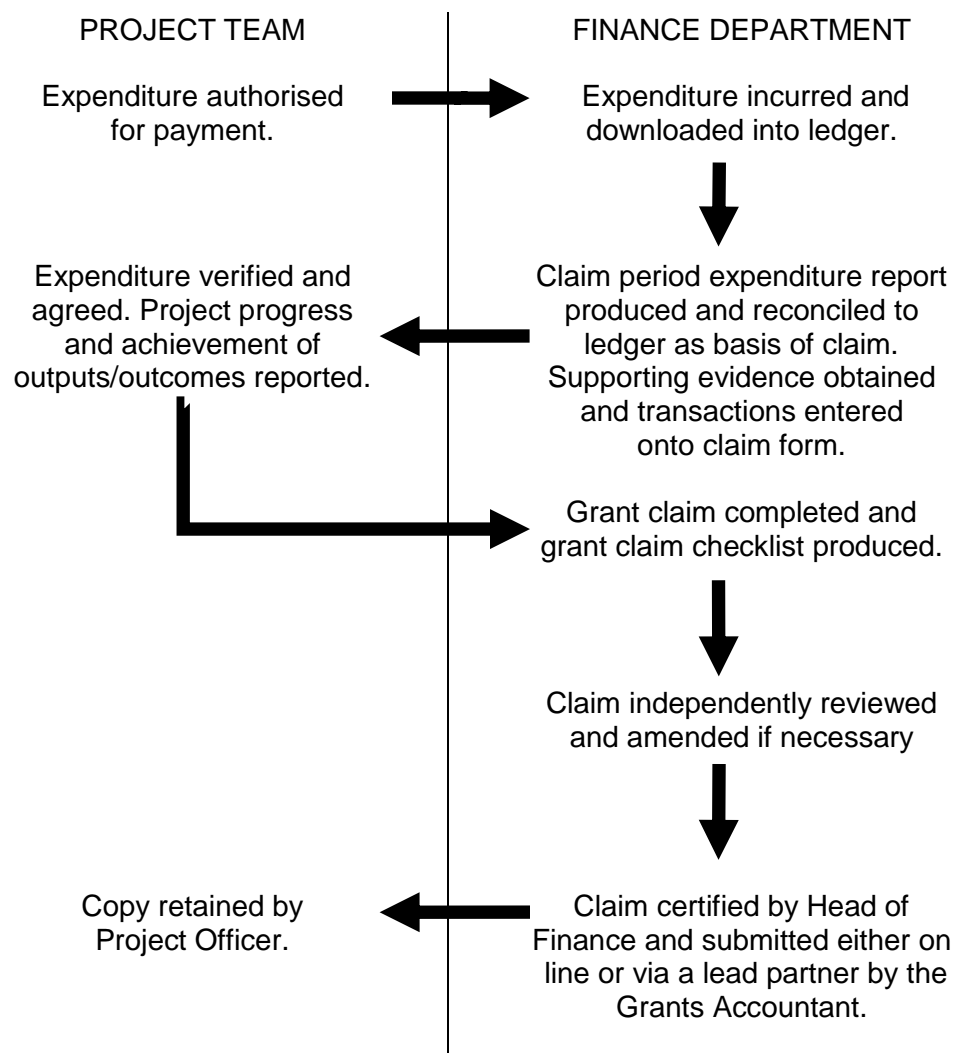 PROJECT TEAM
FINANCE DEPARTMENT
Expenditure authorised
for payment.
Expenditure incurred and
downloaded into ledger.
Claim period expenditure report
produced and reconciled to
ledger as basis of claim.
Supporting evidence obtained
and transactions entered
onto claim form.
Expenditure verified and
agreed. Project progress
and achievement of
outputs/outcomes reported.
Grant claim completed and
grant claim checklist produced.
Claim independently reviewed
and amended if necessary
Claim certified by Head of
Finance and submitted either on
line or via a lead partner by the
Grants Accountant.
Copy retained by
Project Officer.